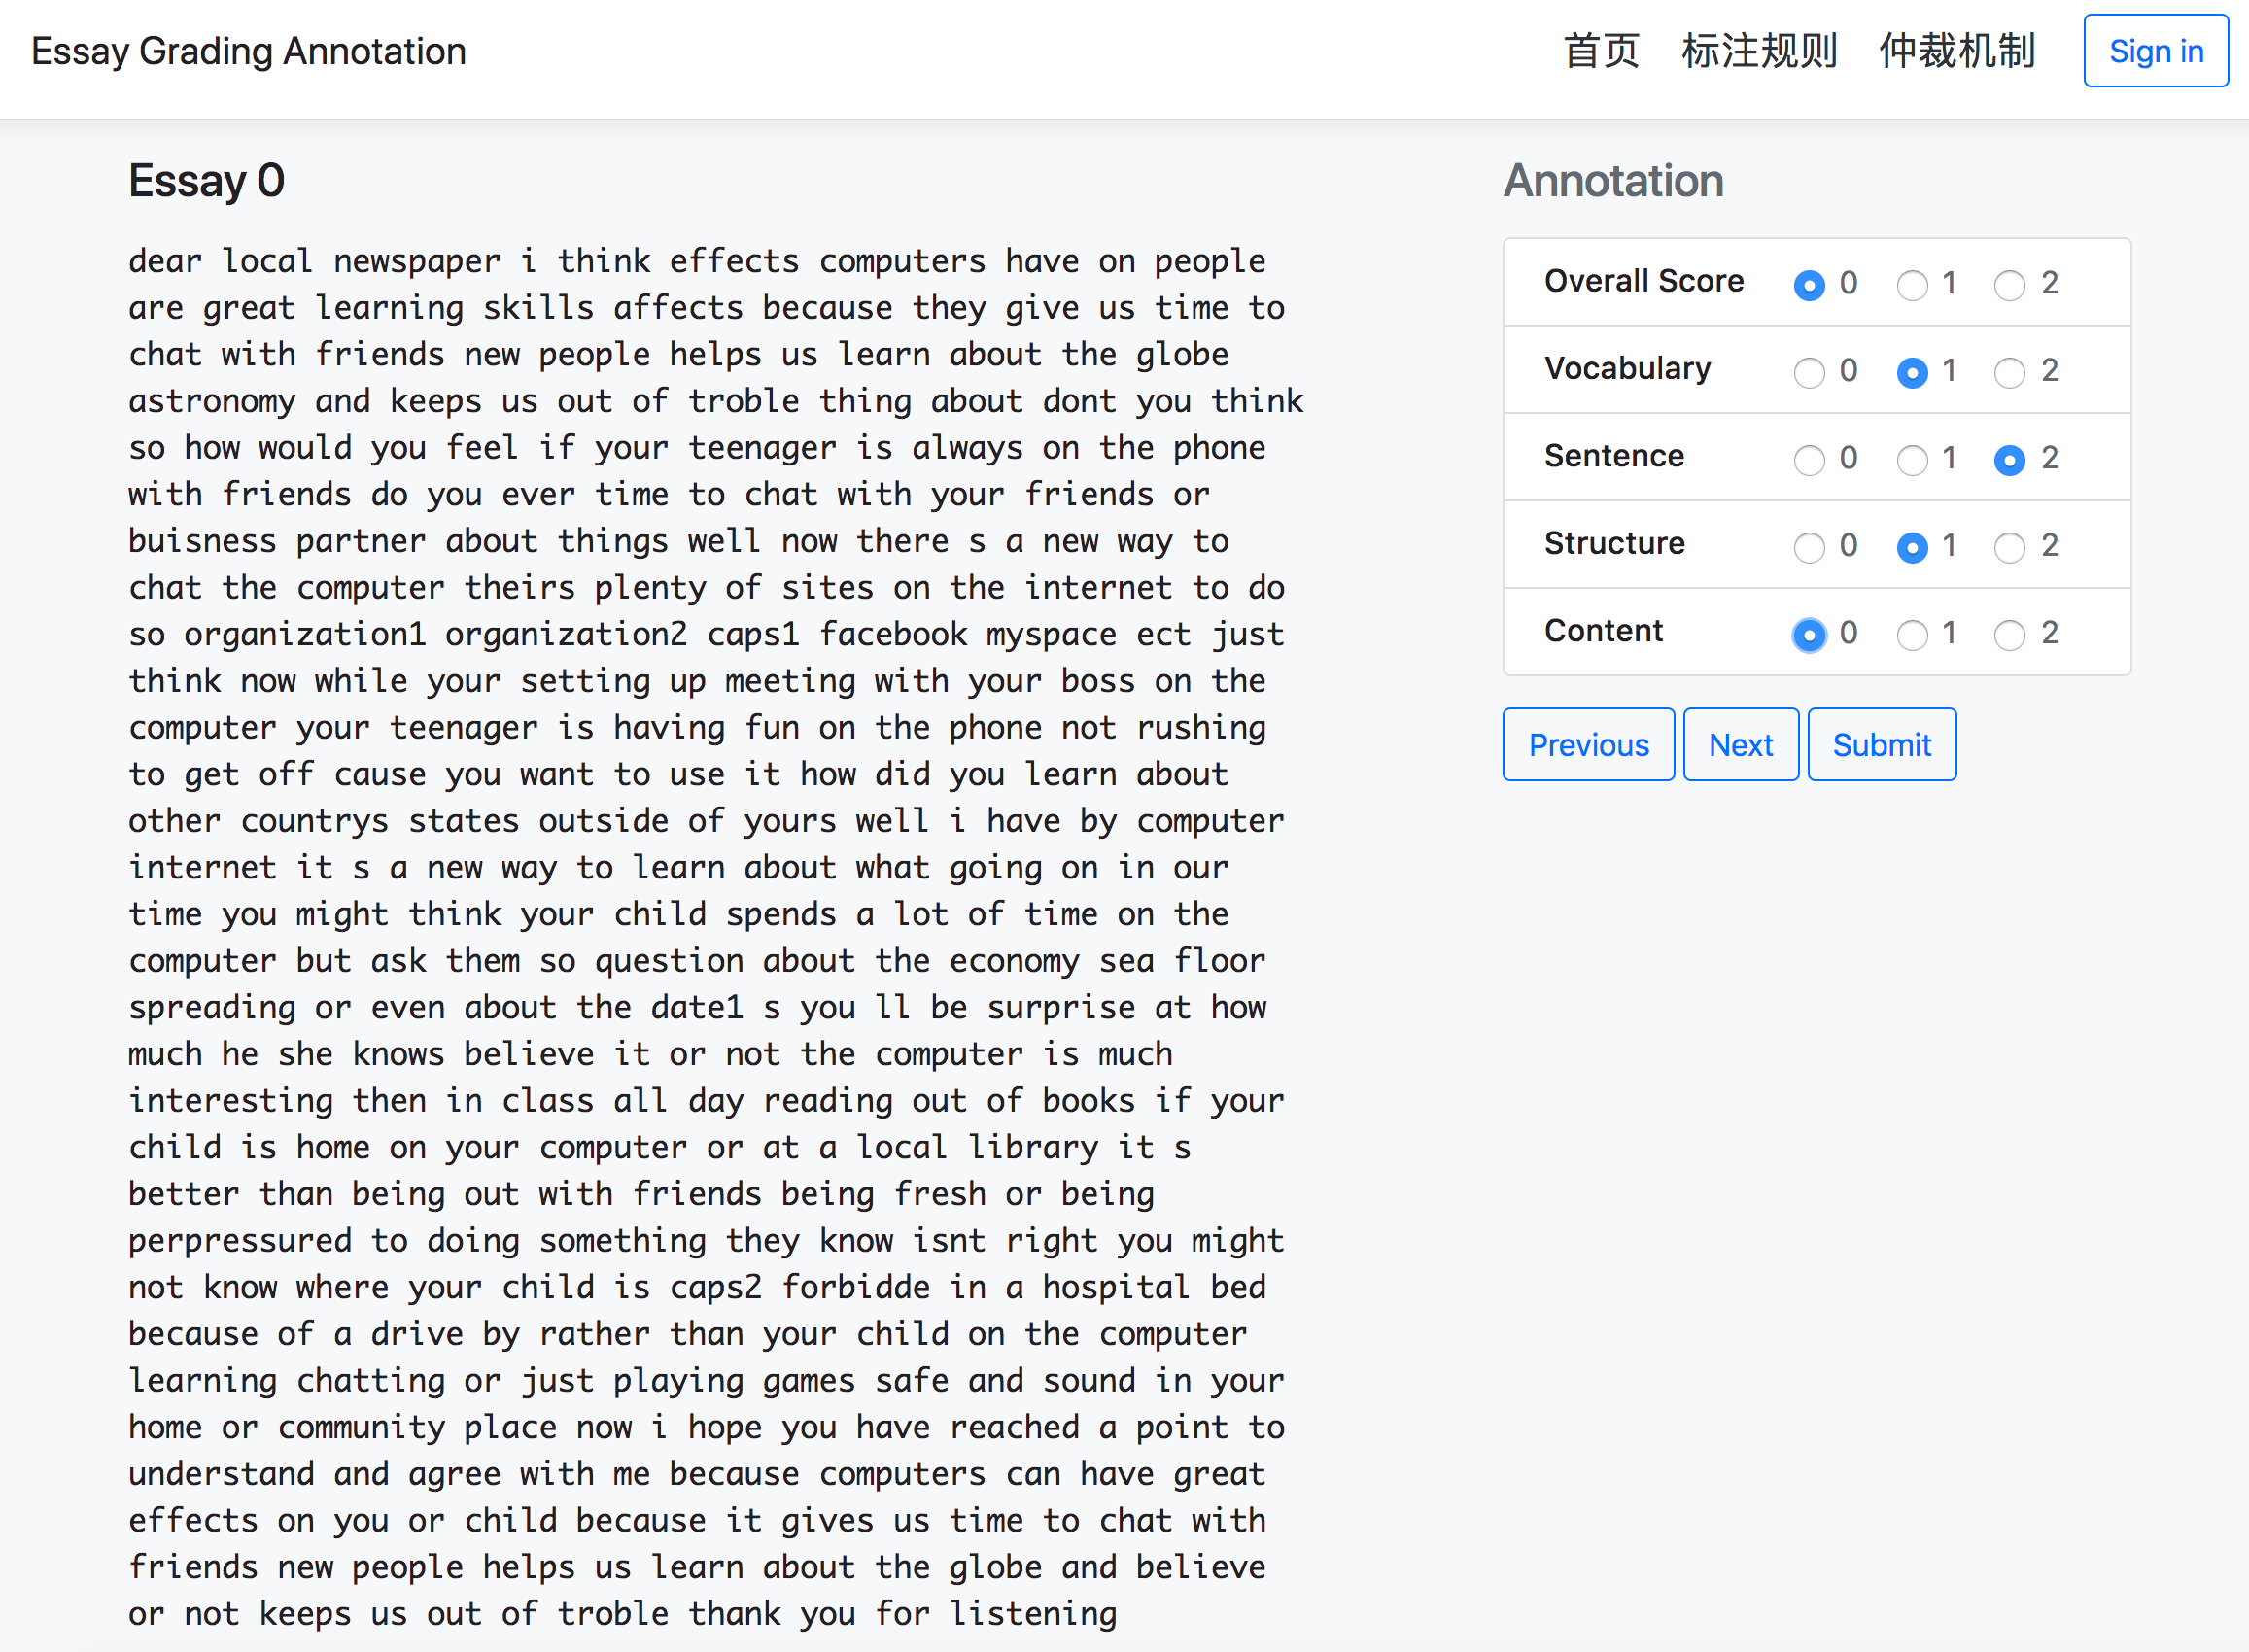 Essay Grading Annotation
首页 标注规则 仲裁机制 Sign in
Essay 0
dear local newspaper i think effects computers have on people
are great learning skills affects because they give us time to
chat with friends new people helps us learn about the globe
astronomy and keeps us out of troble thing about dont you think
so how would you feel if your teenager is always on the phone
with friends do you ever time to chat with your friends or
buisness partner about things well now there s a new way to
chat the computer theirs plenty of sites on the internet to do
so organization1 organization2 caps1 facebook myspace ect just
think now while your setting up meeting with your boss on the
computer your teenager is having fun on the phone not rushing
to get off cause you want to use it how did you learn about
other countrys states outside of yours well i have by computer
internet it s a new way to learn about what going on in our
time you might think your child spends a lot of time on the
computer but ask them so question about the economy sea floor
spreading or even about the date1 s you ll be surprise at how
much he she knows believe it or not the computer is much
interesting then in class all day reading out of books if your
child is home on your computer or at a local library it s
better than being out with friends being fresh or being
perpressured to doing something they know isnt right you might
not know where your child is caps2 forbidde in a hospital bed
because of a drive by rather than your child on the computer
learning chatting or just playing games safe and sound in your
home or community place now i hope you have reached a point to
understand and agree with me because computers can have great
effects on you or child because it gives us time to chat with
friends new people helps us learn about the globe and believe
or not keeps us out of troble thank you for listening
Annotation
Overall Score 0 1 2
Vocabulary 0 1 2
Sentence 0 1 2
Structure 0 1 2
Content 0 1 2
Previous Next Submit